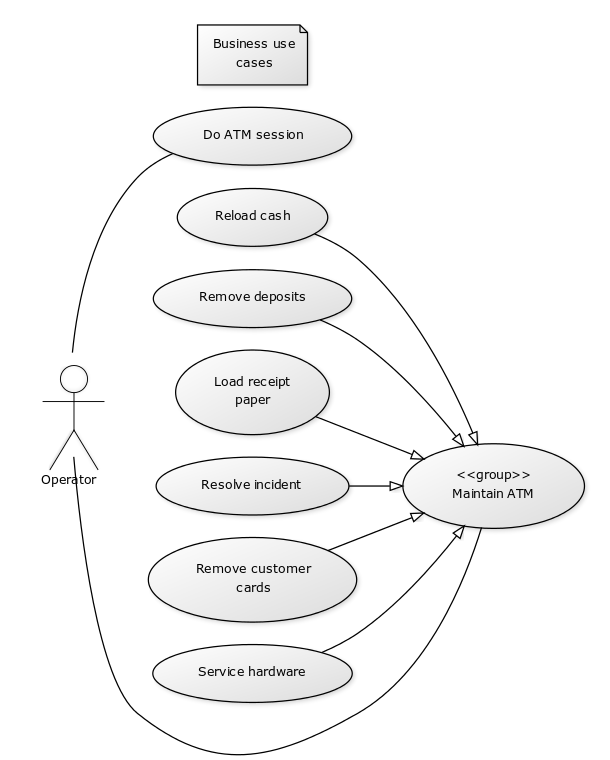 Business use
cases
Do ATM session
Reload cash
Remove deposits
Load receipt
paper
<<group>>
Maintain ATM
Operator
Resolve incident
Remove customer
cards
Service hardware